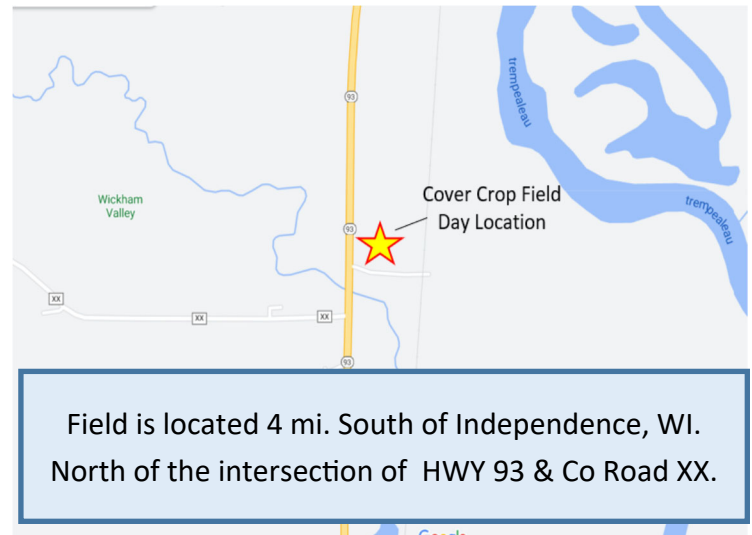 93
trempealeau
Wickham
Valley
Cover Crop Field
Day Location
trempealeau
93
XX
XX
XX
93
Field is located 4 mi. South of Independence, WI.
North of the intersection of HWY 93 & Co Road XX.